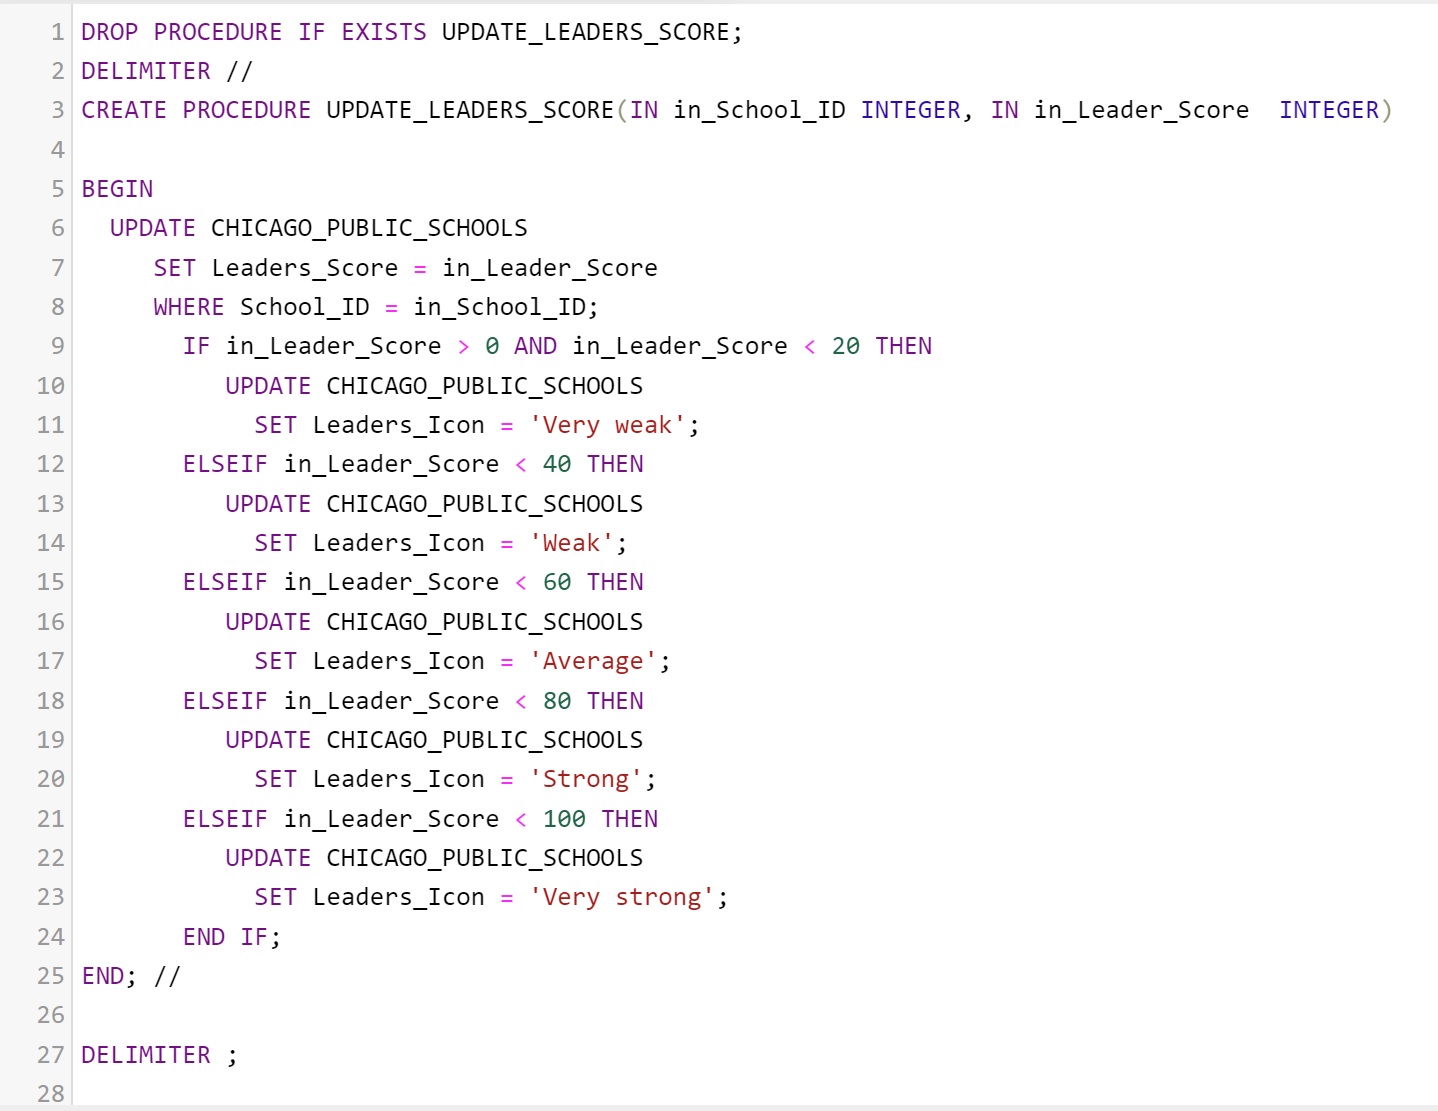 1 DROP PROCEDURE IF EXISTS UPDATE_LEADERS_SCORE;
2 DELIMITER //
3 CREATE PROCEDURE UPDATE_LEADERS_SCORE(IN in_School_ID INTEGER, IN in_Leader_Score  INTEGER)
4
5 BEGIN
6   UPDATE CHICAGO_PUBLIC_SCHOOLS
7      SET Leaders_Score = in_Leader_Score
8      WHERE School_ID = in_School_ID;
9        IF in_Leader_Score > 0 AND in_Leader_Score < 20 THEN
10          UPDATE CHICAGO_PUBLIC_SCHOOLS
11            SET Leaders_Icon = 'Very weak';
12       ELSEIF in_Leader_Score < 40 THEN
13          UPDATE CHICAGO_PUBLIC_SCHOOLS
14            SET Leaders_Icon = 'Weak';
15       ELSEIF in_Leader_Score < 60 THEN
16          UPDATE CHICAGO_PUBLIC_SCHOOLS
17            SET Leaders_Icon = 'Average';
18       ELSEIF in_Leader_Score < 80 THEN
19          UPDATE CHICAGO_PUBLIC_SCHOOLS
20            SET Leaders_Icon = 'Strong';
21       ELSEIF in_Leader_Score < 100 THEN
22          UPDATE CHICAGO_PUBLIC_SCHOOLS
23            SET Leaders_Icon = 'Very strong';
24       END IF;
25 END; //
26
27 DELIMITER ;
28